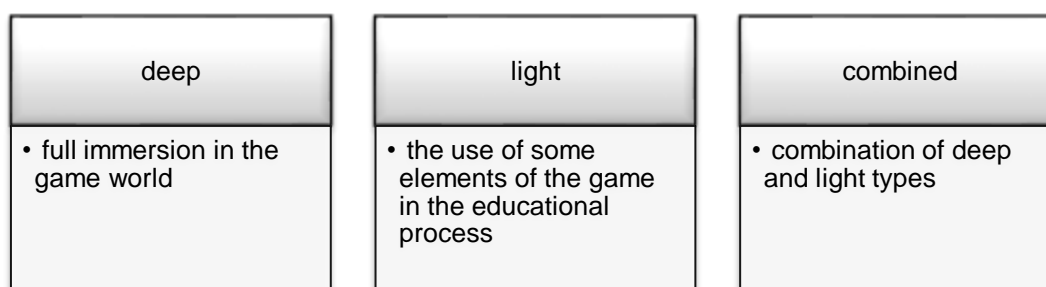 deep
• full immersion in the
game world
light
• the use of some
elements of the game
in the educational
process
combined
• combination of deep
and light types